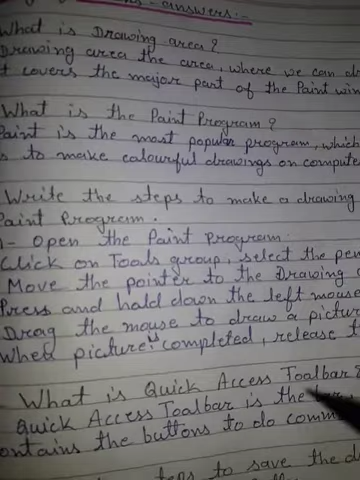 answers:-
What is Drawing area?
Drawing area the area, where we can
t covers the major part of the Paint win
What is the Paint Program?
Paint is the most popular program, which
s to make colourful drawings on compute
Write the steps to make a drawing
Paint Program.
Open the Paint Program
Click on Tools group, select the pen
Move the pointer to the Drawing
Press and hold down the left mouse
Drag the mouse to draw a pictur
When picture is completed, release t
What is Quick Access Toolbar?
Quick Access Toolbar is the
ontains the buttons to do comm
to save the d